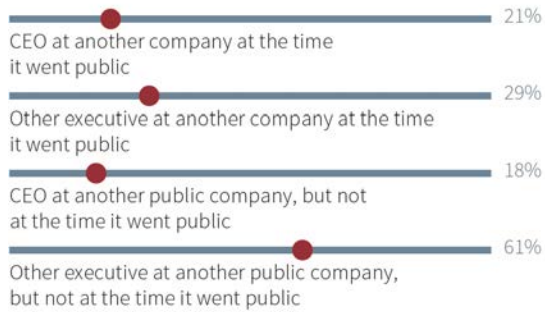 21%
CEO at another company at the time
it went public
29%
Other executive at another company at the time
it went public
18%
CEO at another public company, but not
at the time it went public
61%
Other executive at another public company,
but not at the time it went public